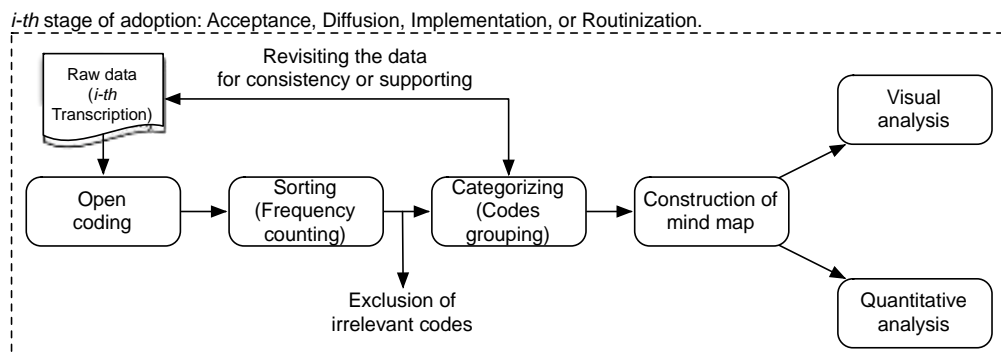 i-th stage of adoption: Acceptance, Diffusion, Implementation, or Routinization.
Raw data
(i-th
Transcription)
Revisiting the data
for consistency or supporting
Visual
analysis
Open
coding
Sorting
(Frequency
counting)
Categorizing
(Codes
grouping)
Construction of
mind map
Exclusion of
irrelevant codes
Quantitative
analysis